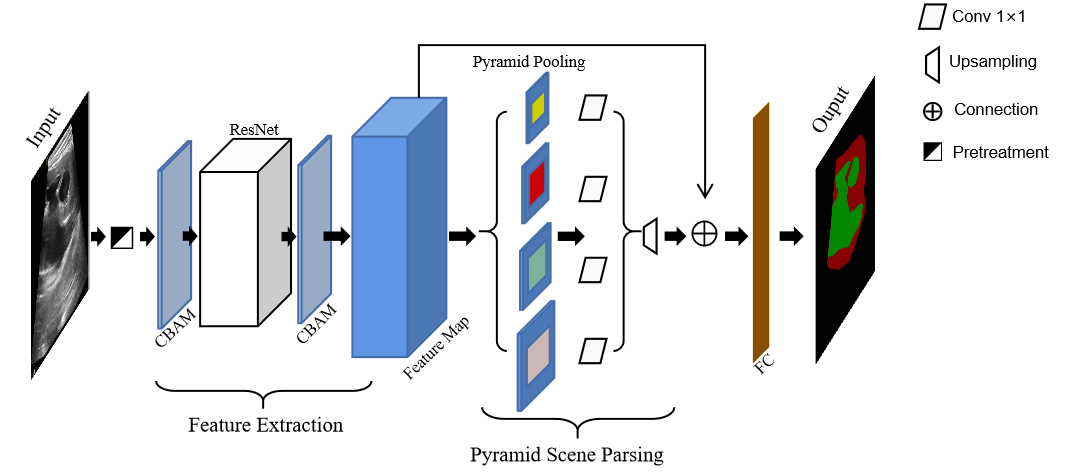 Input
CBAM
ResNet
CBAM
Feature Map
Pyramid Pooling
FC
Ouput
Conv 1×1
Upsampling
Connection
Pretreatment
Feature Extraction
Pyramid Scene Parsing